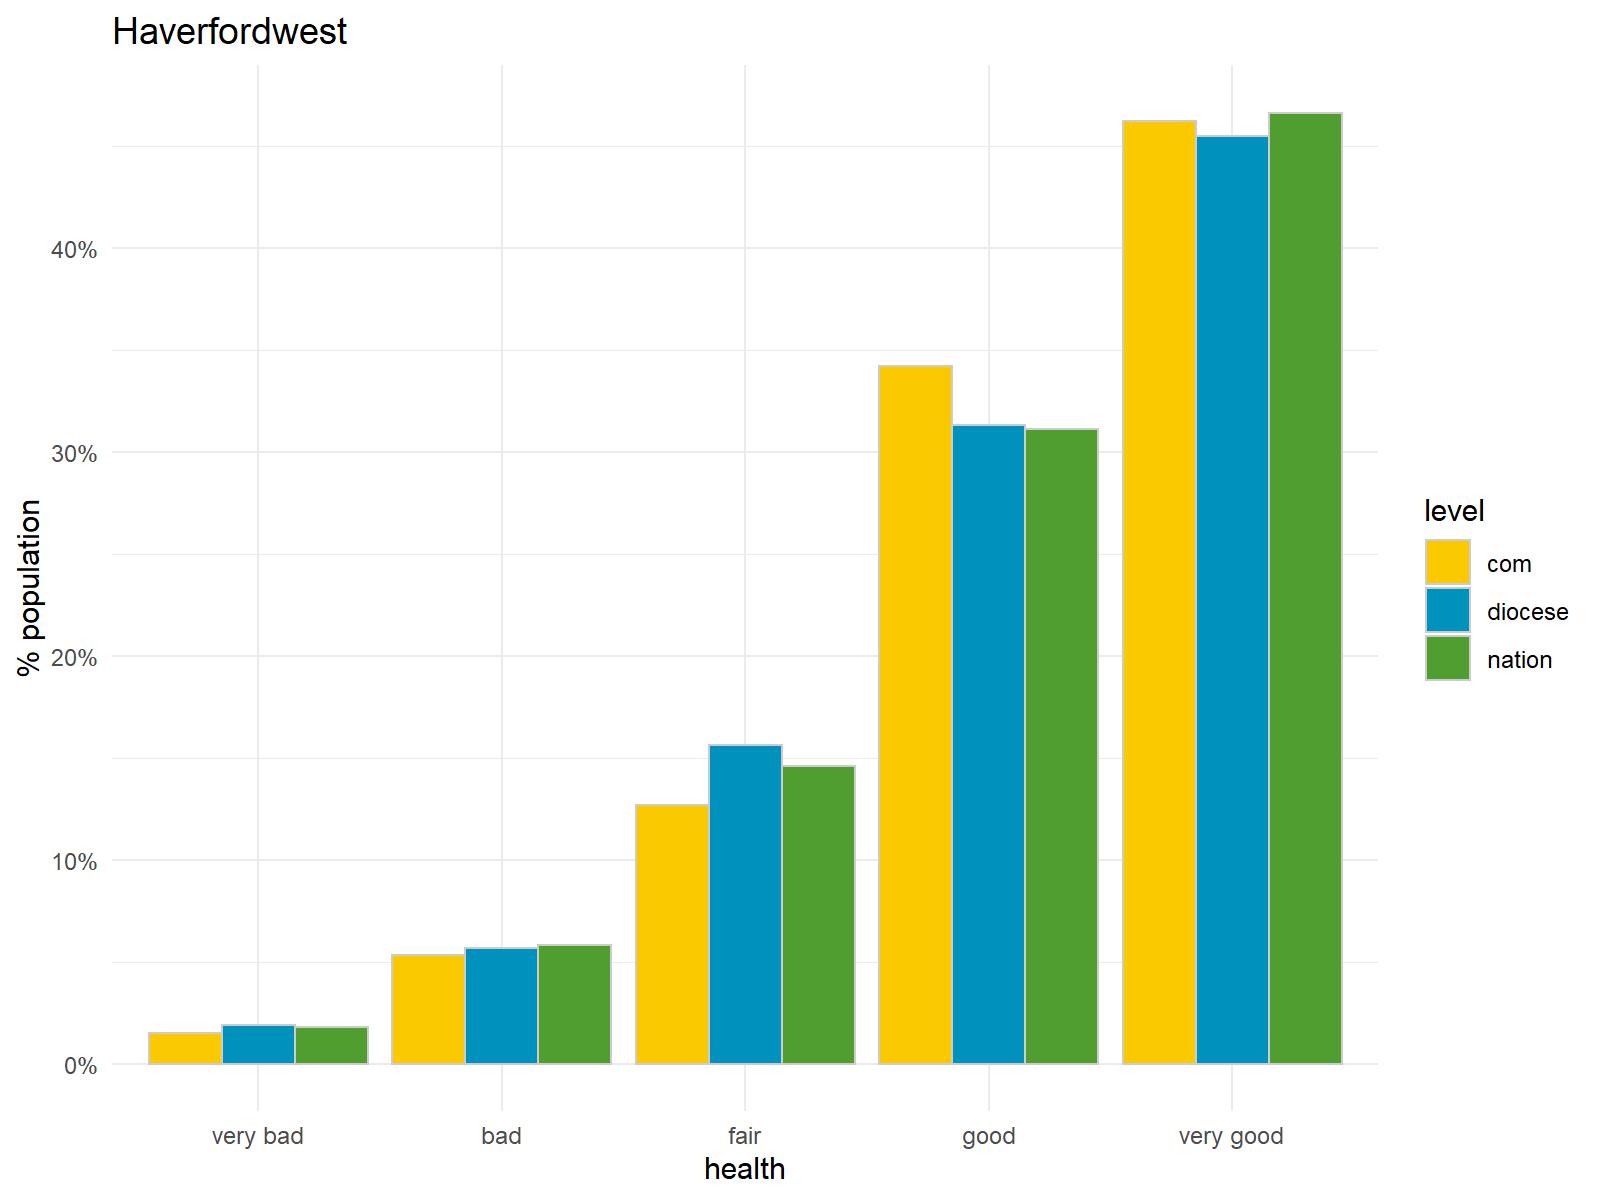 Haverfordwest
% population
40%
30%
20%
10%
0%
very bad
bad
fair
good
very good
health
level
com
diocese
nation